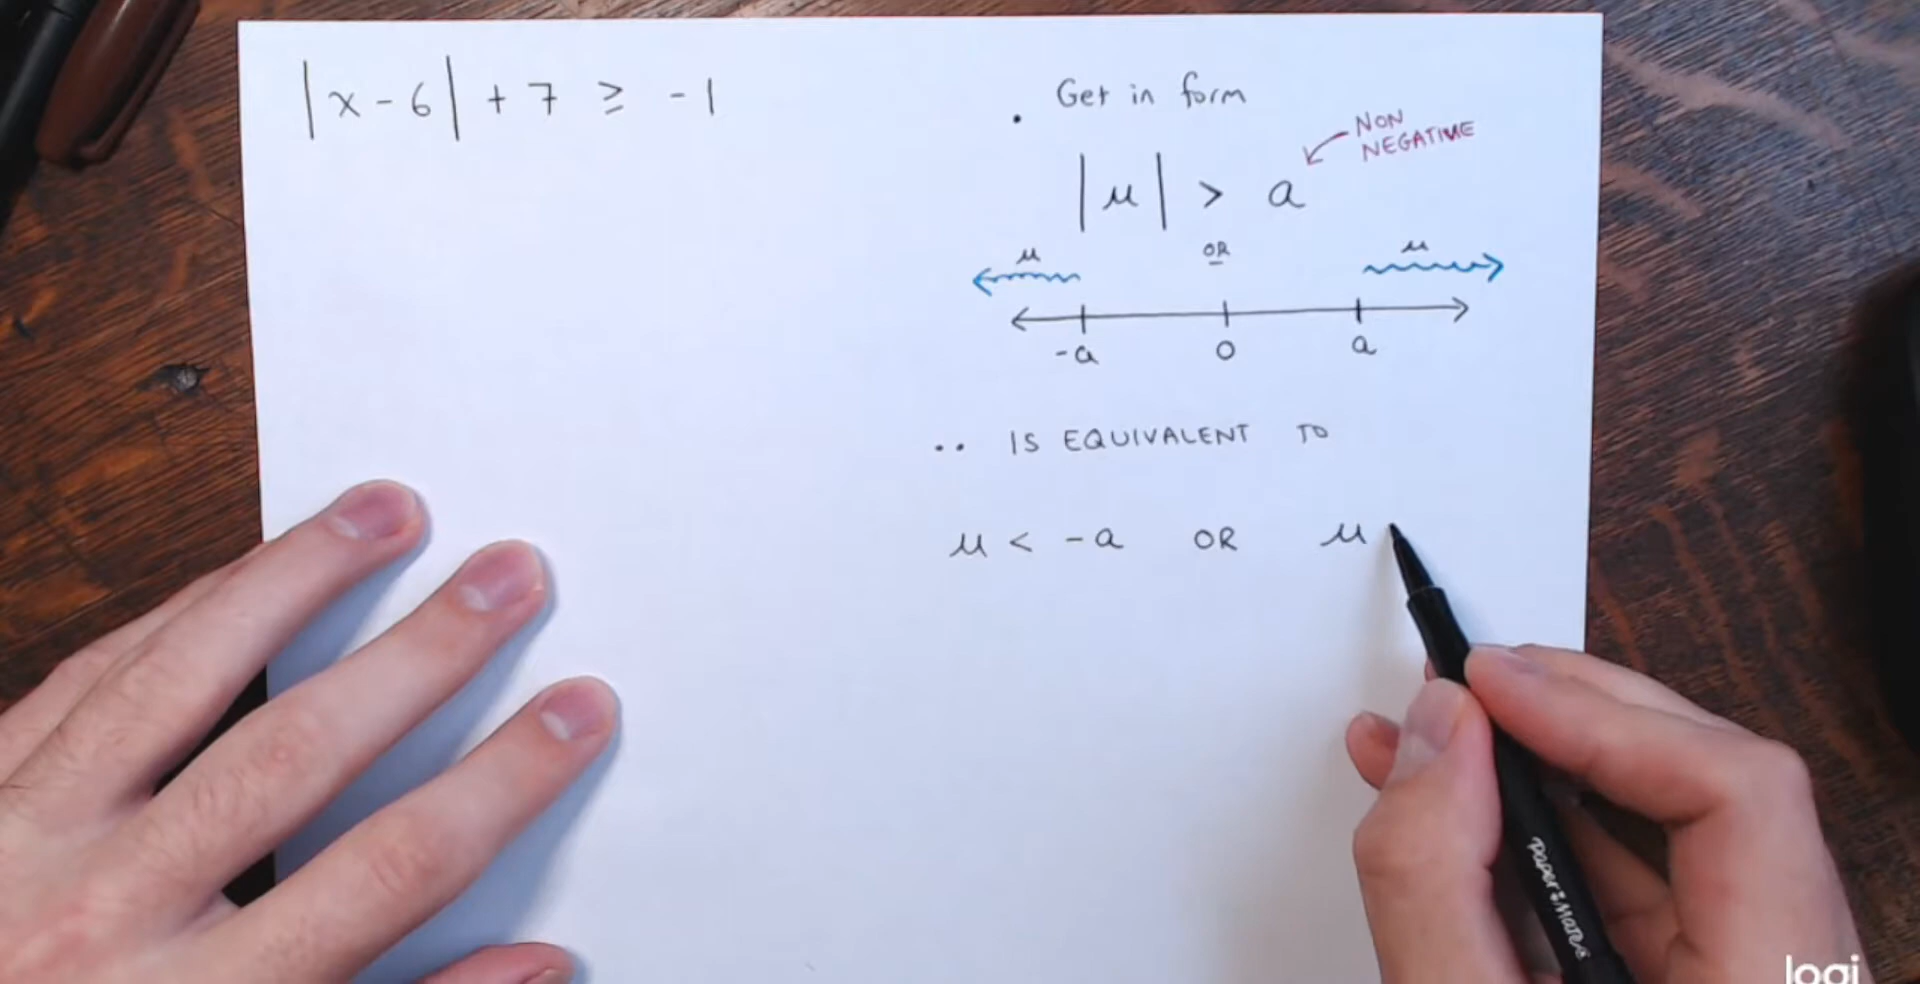 |x - 6| + 7 ≥ -1
• Get in form
NON
NEGATIVE
|μ| > a
μ OR μ
-a 0 a
•• IS EQUIVALENT TO
μ < -a OR μ
Paper:Mate
logi